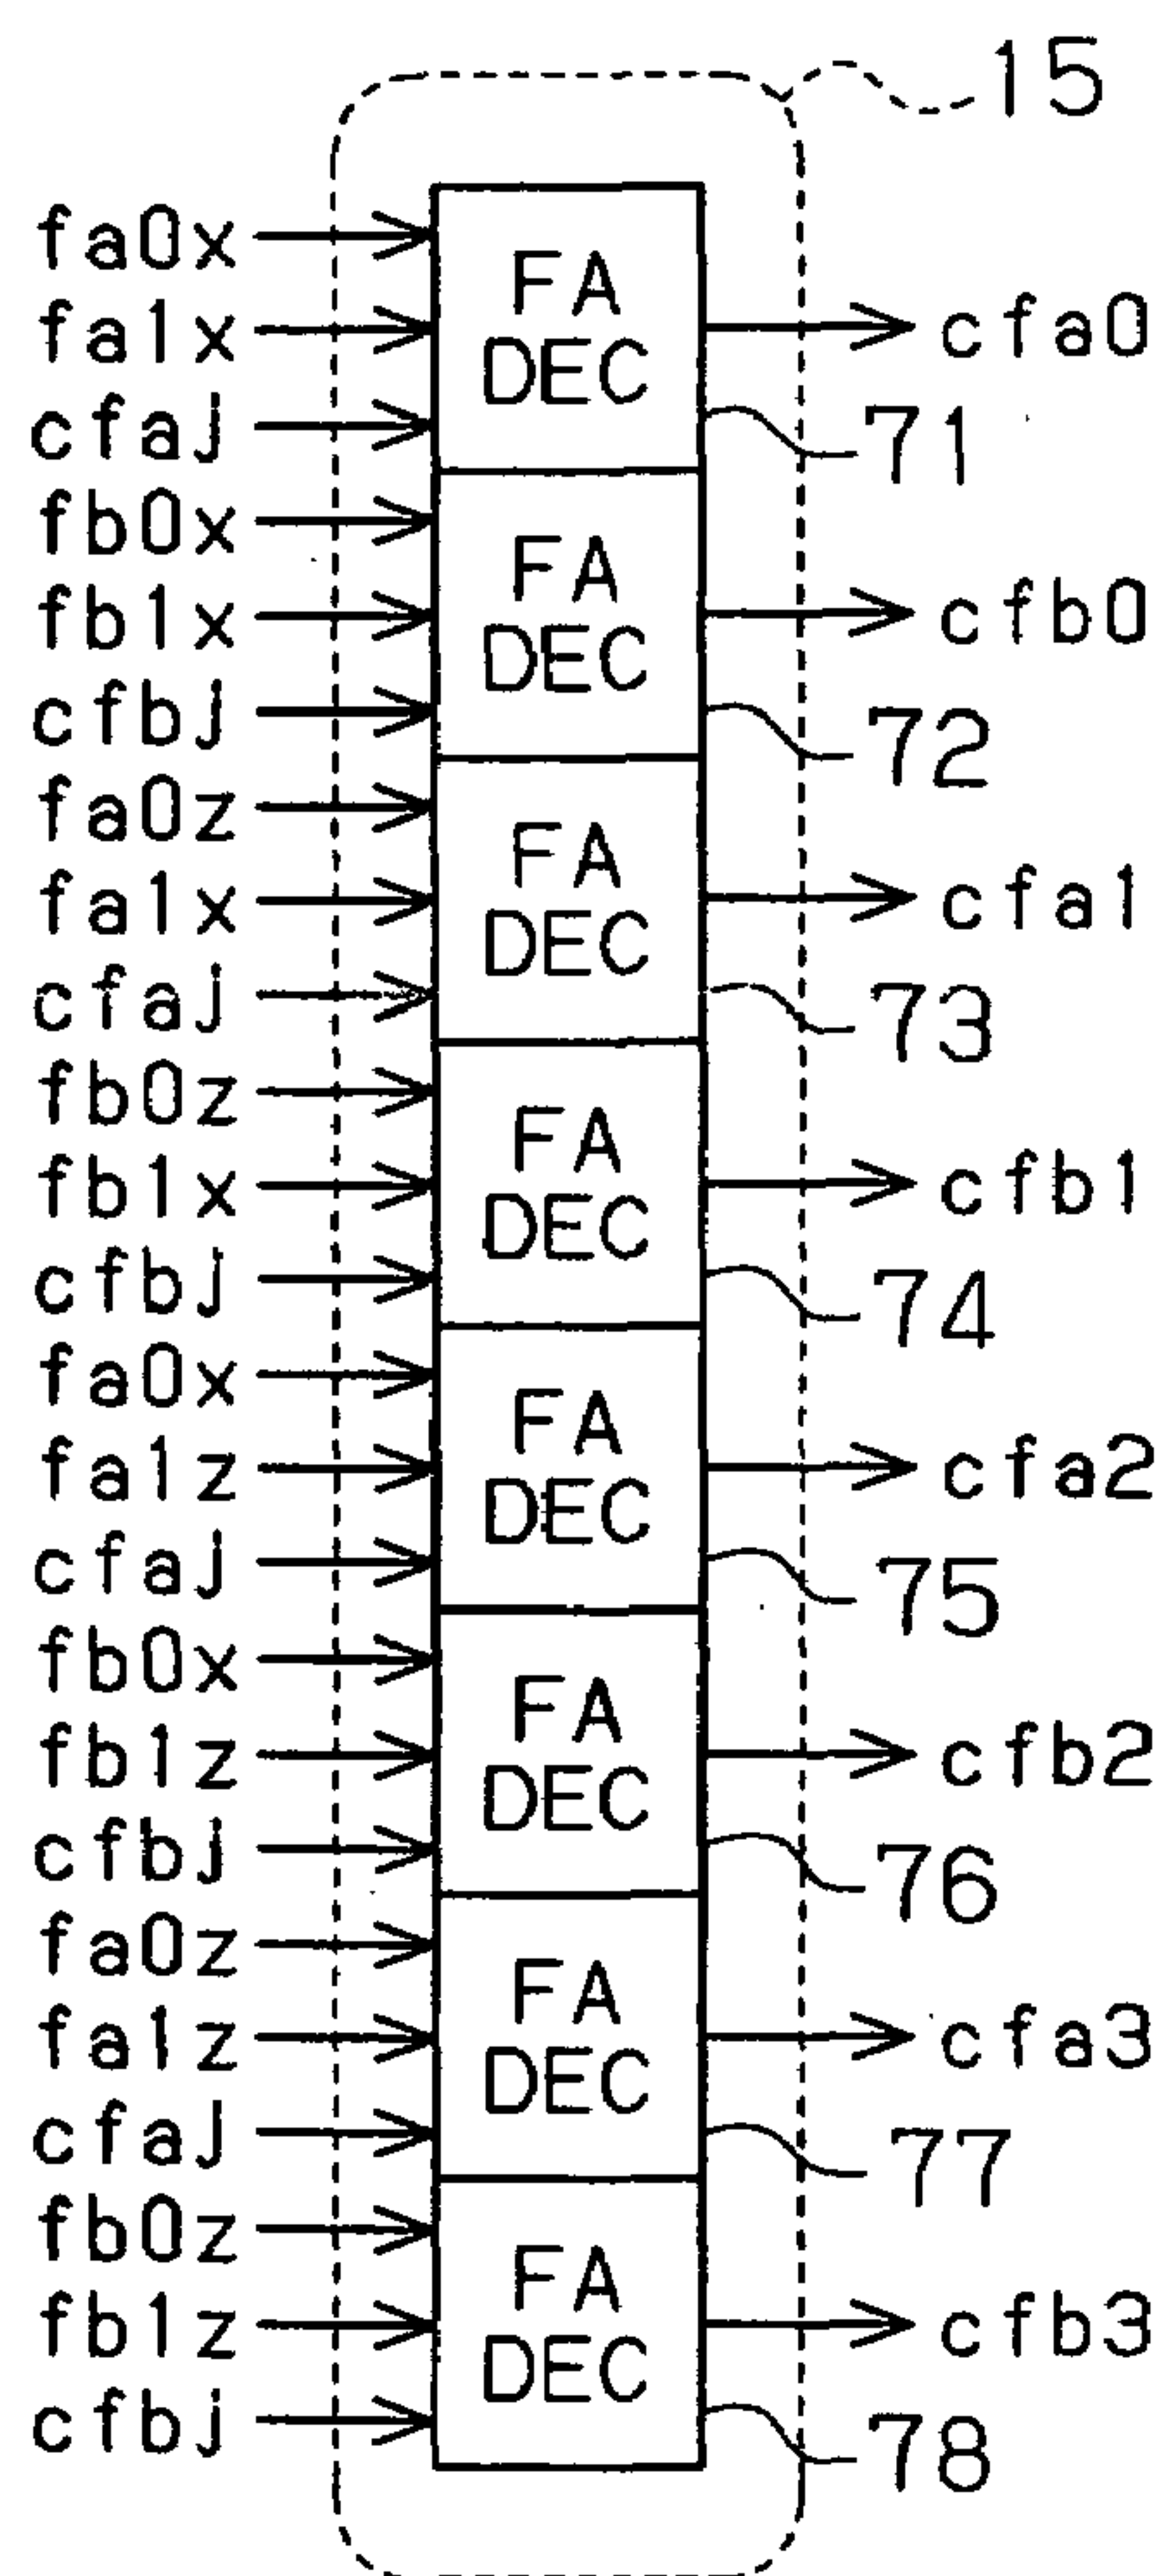 15
fa0x
fa1x
cfaj
FA
DEC
cfa0
71
fb0x
fb1x
cfbj
FA
DEC
cfb0
72
fa0z
fa1x
cfaj
FA
DEC
cfa1
73
fb0z
fb1x
cfbj
FA
DEC
cfb1
74
fa0x
fa1z
cfaj
FA
DEC
cfa2
75
fb0x
fb1z
cfbj
FA
DEC
cfb2
76
fa0z
fa1z
cfaj
FA
DEC
cfa3
77
fb0z
fb1z
cfbj
FA
DEC
cfb3
78